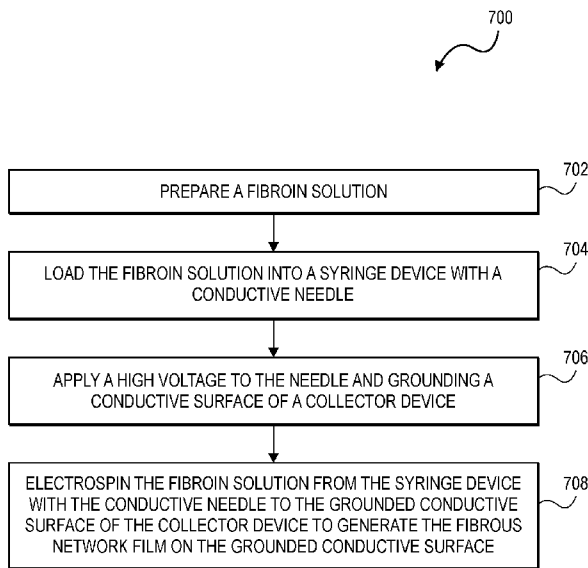 700
702
PREPARE A FIBROIN SOLUTION
704
LOAD THE FIBROIN SOLUTION INTO A SYRINGE DEVICE WITH A
CONDUCTIVE NEEDLE
706
APPLY A HIGH VOLTAGE TO THE NEEDLE AND GROUNDING A
CONDUCTIVE SURFACE OF A COLLECTOR DEVICE
708
ELECTROSPIN THE FIBROIN SOLUTION FROM THE SYRINGE DEVICE
WITH THE CONDUCTIVE NEEDLE TO THE GROUNDED CONDUCTIVE
SURFACE OF THE COLLECTOR DEVICE TO GENERATE THE FIBROUS
NETWORK FILM ON THE GROUNDED CONDUCTIVE SURFACE